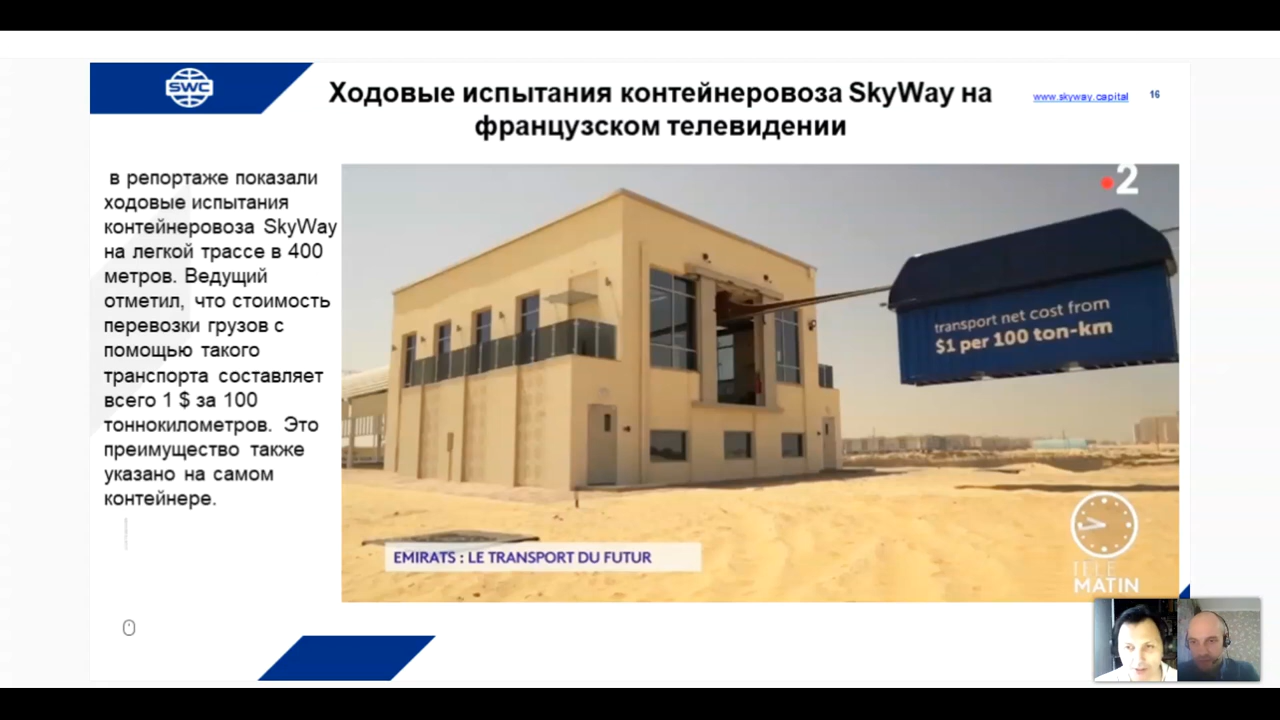 SWC
Ходовые испытания контейнеровоза SkyWay на
французском телевидении
www.skyway.capital
16
в репортаже показали
ходовые испытания
контейнеровоза SkyWay
на легкой трассе в 400
метров. Ведущий
отметил, что стоимость
перевозки грузов с
помощью такого
транспорта составляет
всего 1 $ за 100
тоннокилометров. Это
преимущество также
указано на самом
контейнере.
2
transport net cost from
$1 per 100 ton-km
EMIRATS : LE TRANSPORT DU FUTUR
TELE
MATIN